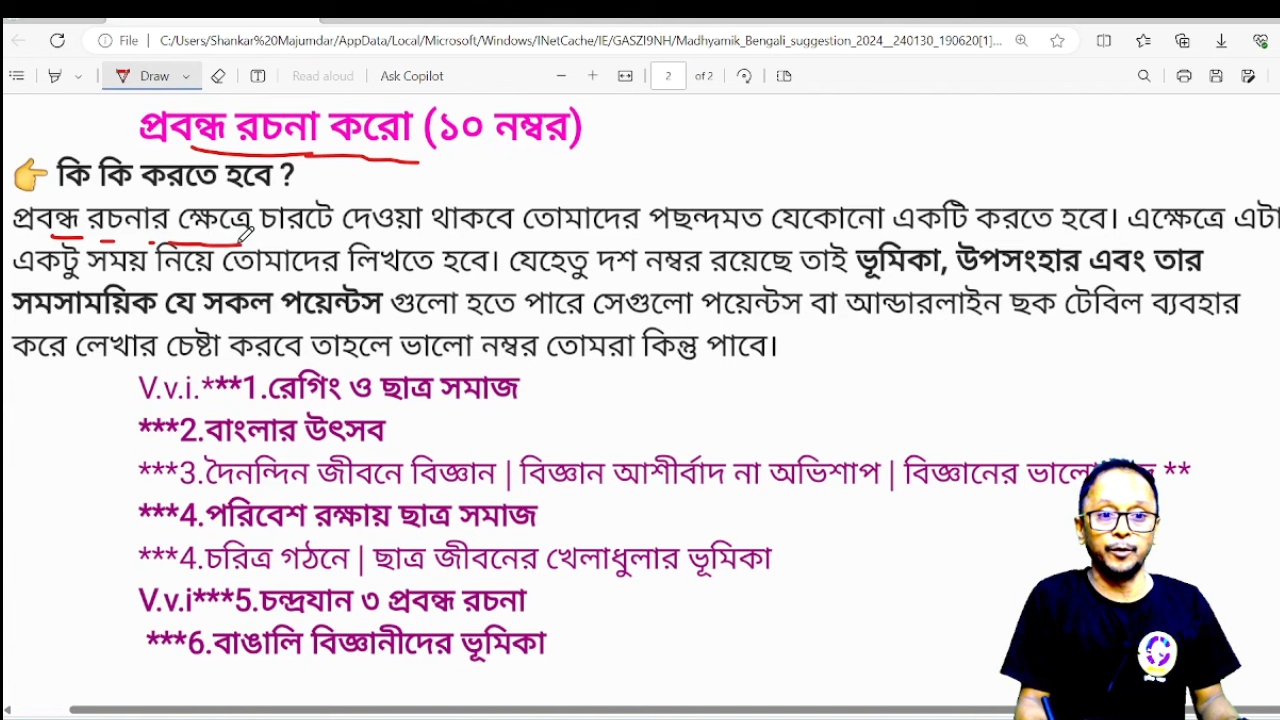 File C:/Users/Shankar%20Majumdar/AppData/Local/Microsoft/Windows/INetCache/IE/GASZI9NH/Madhyamik_Bengali_suggestion_2024__240130_190620[1]...
Draw Read aloud Ask Copilot 2 of 2
প্রবন্ধ রচনা করো (১০ নম্বর)
👉 কি কি করতে হবে ?
প্রবন্ধ রচনার ক্ষেত্রে চারটে দেওয়া থাকবে তোমাদের পছন্দমত যেকোনো একটি করতে হবে। এক্ষেত্রে এটা
একটু সময় নিয়ে তোমাদের লিখতে হবে। যেহেতু দশ নম্বর রয়েছে তাই ভূমিকা, উপসংহার এবং তার
সমসাময়িক যে সকল পয়েন্টস গুলো হতে পারে সেগুলো পয়েন্টস বা আন্ডারলাইন ছক টেবিল ব্যবহার
করে লেখার চেষ্টা করবে তাহলে ভালো নম্বর তোমরা কিন্তু পাবে।
V.v.i.***1.রেগিং ও ছাত্র সমাজ
***2.বাংলার উৎসব
***3.দৈনন্দিন জীবনে বিজ্ঞান | বিজ্ঞান আশীর্বাদ না অভিশাপ | বিজ্ঞানের **
***4.পরিবেশ রক্ষায় ছাত্র সমাজ
***4.চরিত্র গঠনে | ছাত্র জীবনের খেলাধুলার ভূমিকা
V.v.i***5.চন্দ্রযান ৩ প্রবন্ধ রচনা
***6.বাঙালি বিজ্ঞানীদের ভূমিকা